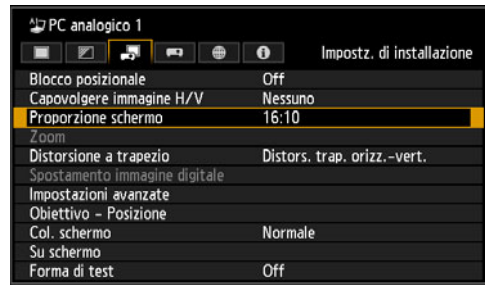 PC analogico 1
Impostz. di installazione
Blocco posizionale Off
Capovolgere immagine H/V Nessuno
Proporzione schermo 16:10
Zoom
Distorsione a trapezio Distors. trap. orizz.-vert.
Spostamento immagine digitale
Impostazioni avanzate
Obiettivo - Posizione
Col. schermo Normale
Su schermo
Forma di test Off